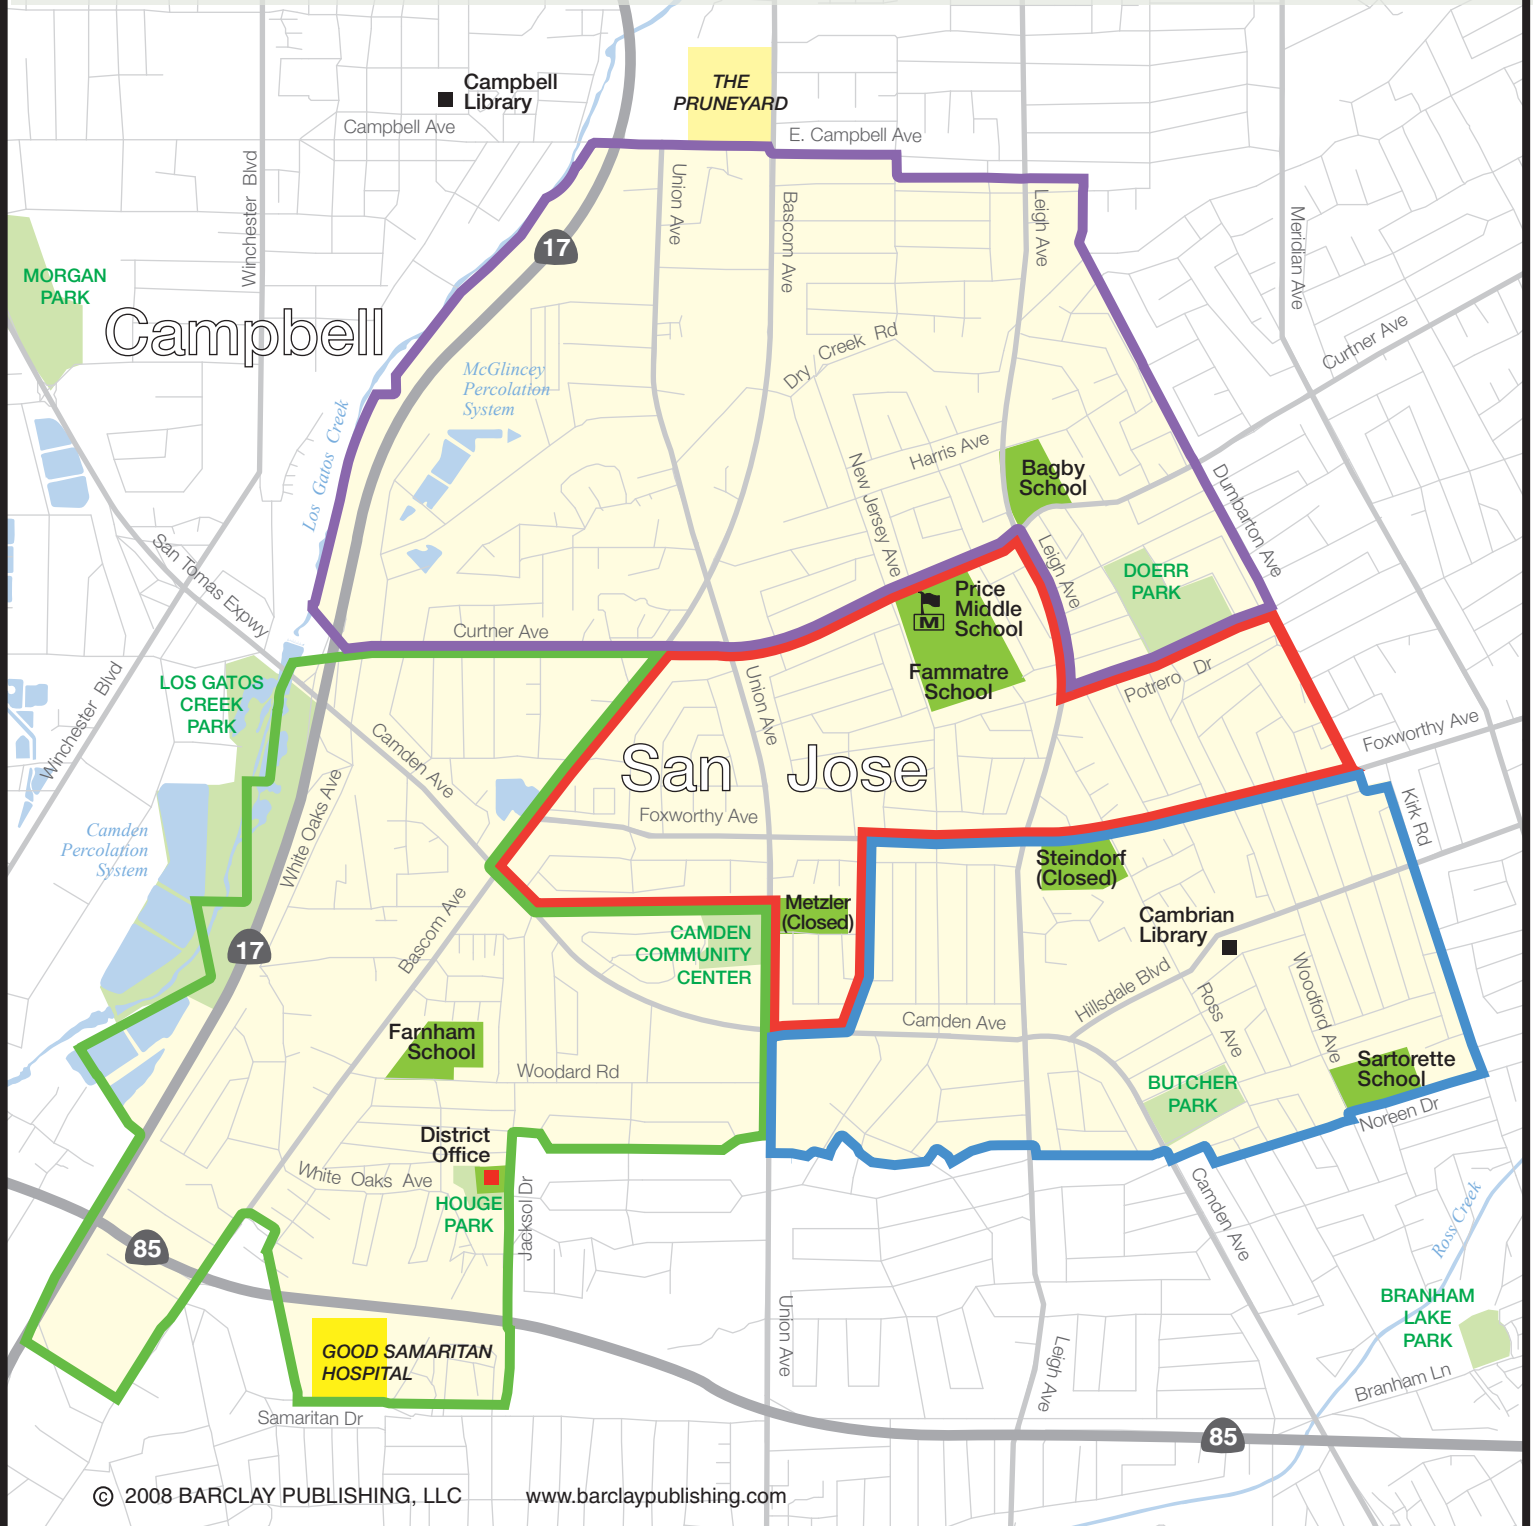 Campbell
Library
Campbell Ave
THE
PRUNEYARD
E. Campbell Ave
Winchester Blvd
Union Ave
Bascom Ave
Leigh Ave
Meridian Ave
17
MORGAN
PARK
Campbell
Curtner Ave
Dry Creek Rd
McGlincey
Percolation
System
Los Gatos Creek
Harris Ave
New Jersey Ave
Bagby
School
Dumbarton Ave
San Tomas Expwy
Leigh Ave
DOERR
PARK
Price
Middle
School
M
Curtner Ave
Fammatre
School
Potrero Dr
LOS GATOS
CREEK
PARK
Winchester Blvd
Union Ave
Foxworthy Ave
Camden Ave
San Jose
White Oaks Ave
Foxworthy Ave
Kirk Rd
Camden
Percolation
System
Steindorf
(Closed)
Metzler
(Closed)
Cambrian
Library
Bascom Ave
17
CAMDEN
COMMUNITY
CENTER
Hillsdale Blvd
Ross Ave
Woodford Ave
Camden Ave
Farnham
School
Woodard Rd
Sartorette
School
BUTCHER
PARK
Noreen Dr
District
Office
White Oaks Ave
HOUGE
PARK
Jacksol Dr
Camden Ave
Ross Creek
85
Union Ave
Leigh Ave
BRANHAM
LAKE
PARK
Branham Ln
GOOD SAMARITAN
HOSPITAL
Samaritan Dr
85
© 2008 BARCLAY PUBLISHING, LLC www.barclaypublishing.com